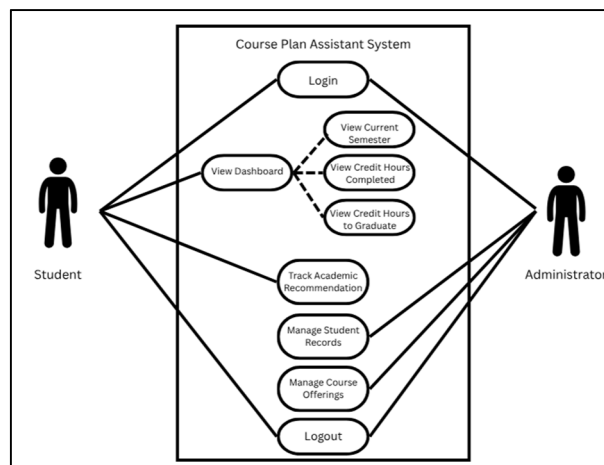 Course Plan Assistant System
Login
View Current
Semester
View Dashboard
View Credit Hours
Completed
View Credit Hours
to Graduate
Student
Administrator
Track Academic
Recommendation
Manage Student
Records
Manage Course
Offerings
Logout